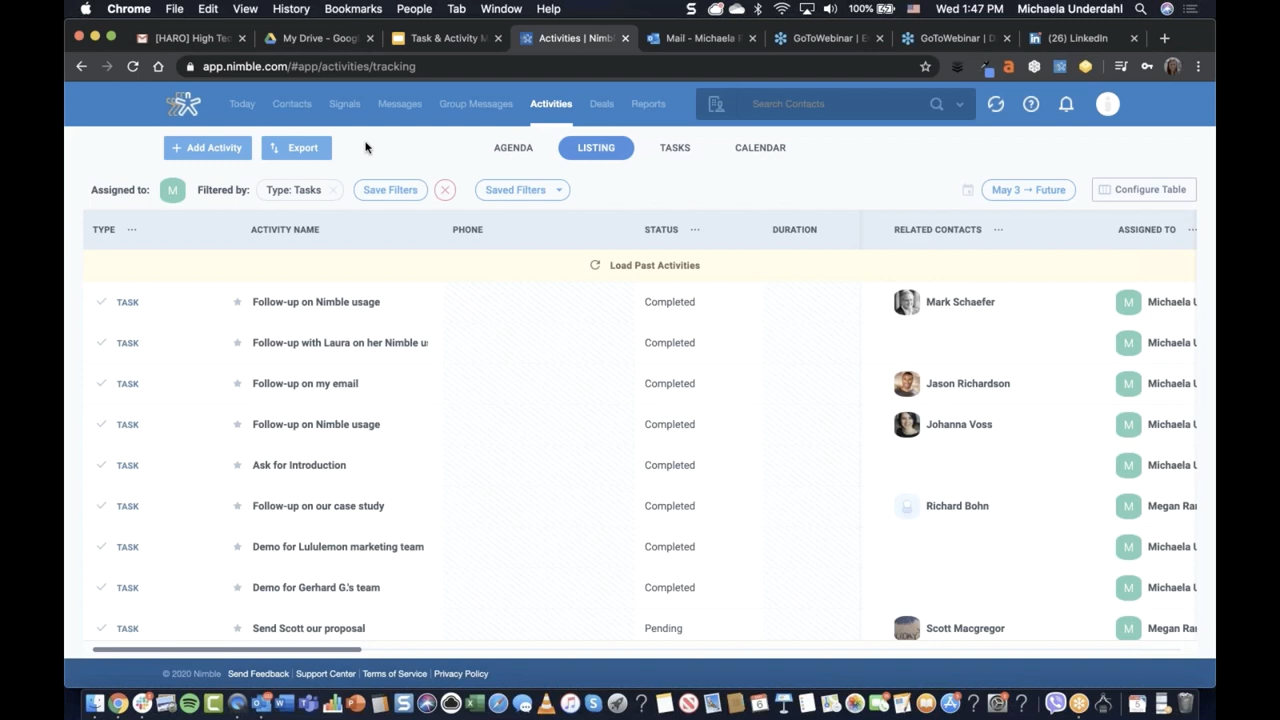 Chrome File Edit View History Bookmarks People Tab Window Help 100% Wed 1:47 PM Michaela Underdahl
[HARO] High Tec My Drive - Googl Task & Activity M Activities | Nimb Mail - Michaela GoToWebinar | GoToWebinar | (26) LinkedIn
app.nimble.com/#app/activities/tracking
Today Contacts Signals Messages Group Messages Activities Deals Reports Search Contacts
+ Add Activity Export AGENDA LISTING TASKS CALENDAR
Assigned to: M Filtered by: Type: Tasks Save Filters Saved Filters May 3 → Future Configure Table
TYPE ... ACTIVITY NAME PHONE STATUS ... DURATION RELATED CONTACTS ... ASSIGNED TO ...
Load Past Activities
TASK Follow-up on Nimble usage Completed Mark Schaefer M Michaela U
TASK Follow-up with Laura on her Nimble u Completed M Michaela U
TASK Follow-up on my email Completed Jason Richardson M Michaela U
TASK Follow-up on Nimble usage Completed Johanna Voss M Michaela U
TASK Ask for Introduction Completed M Michaela U
TASK Follow-up on our case study Completed Richard Bohn M Megan Ra
TASK Demo for Lululemon marketing team Completed M Michaela U
TASK Demo for Gerhard G.'s team Completed M Michaela U
TASK Send Scott our proposal Pending Scott Macgregor M Megan Ra
© 2020 Nimble Send Feedback | Support Center | Terms of Service | Privacy Policy